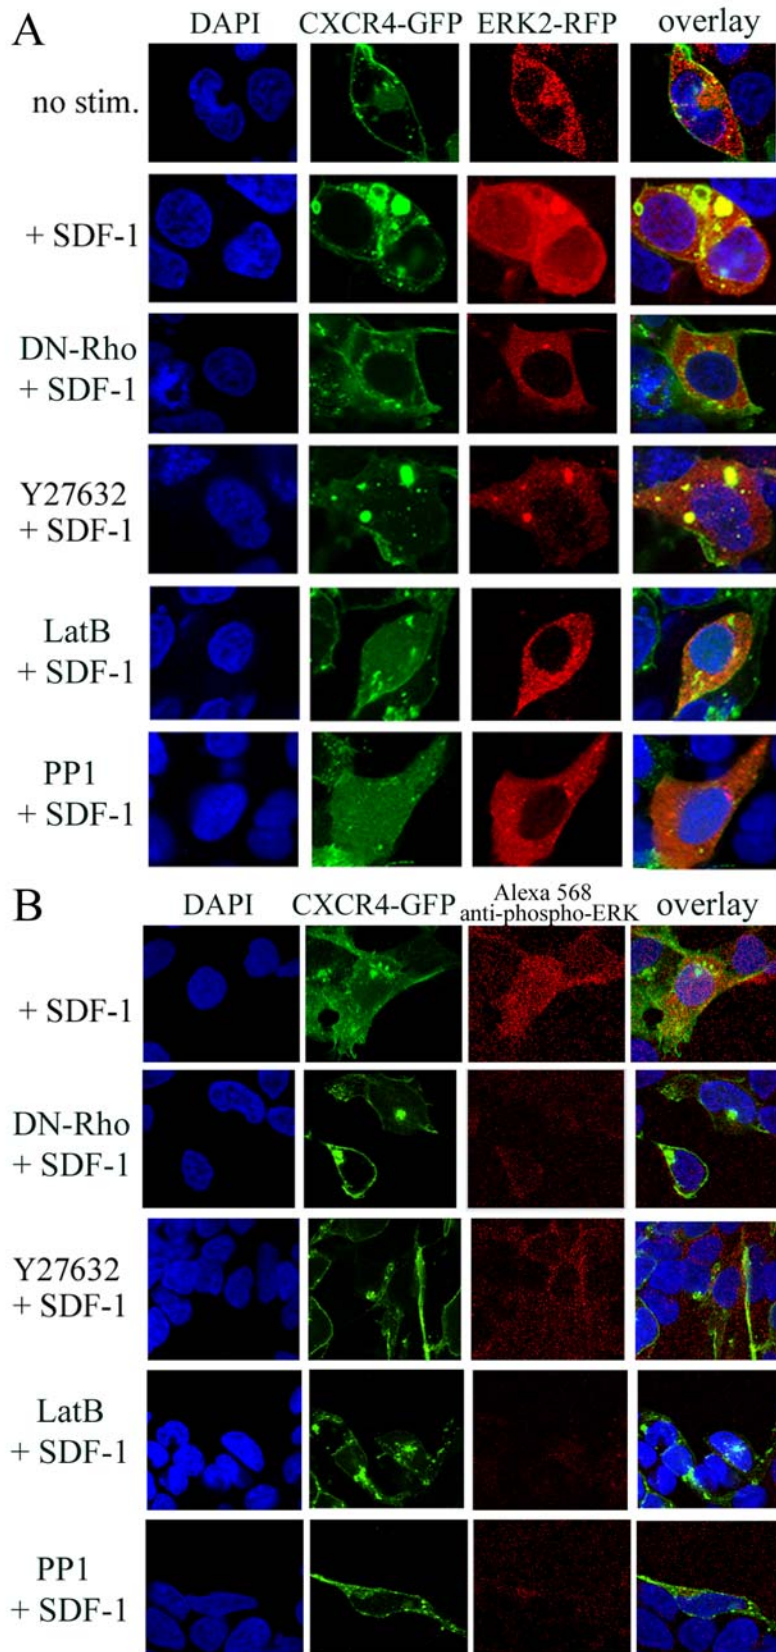 A
DAPI CXCR4-GFP ERK2-RFP overlay
no stim.
+ SDF-1
DN-Rho
+ SDF-1
Y27632
+ SDF-1
LatB
+ SDF-1
PP1
+ SDF-1
B
DAPI CXCR4-GFP Alexa 568 overlay
anti-phospho-ERK
+ SDF-1
DN-Rho
+ SDF-1
Y27632
+ SDF-1
LatB
+ SDF-1
PP1
+ SDF-1